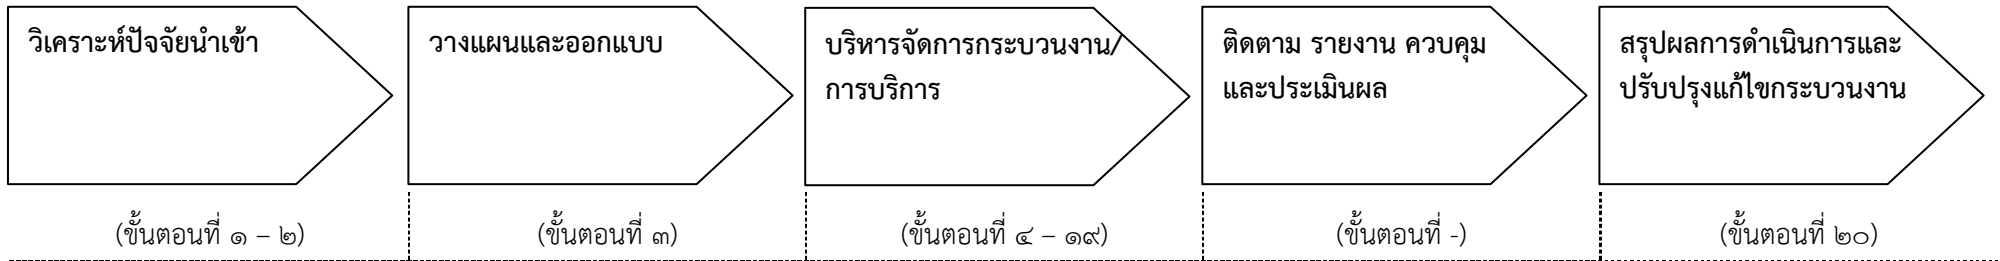 วิเคราะห์ปัจจัยนำเข้า
วางแผนและออกแบบ
บริหารจัดการกระบวนงาน/
การบริการ
ติดตาม รายงาน ควบคุม
และประเมินผล
สรุปผลการดำเนินการและ
ปรับปรุงแก้ไขกระบวนงาน
(ขั้นตอนที่ ๑ – ๒)
(ขั้นตอนที่ ๓)
(ขั้นตอนที่ ๔ – ๑๙)
(ขั้นตอนที่ -)
(ขั้นตอนที่ ๒๐)